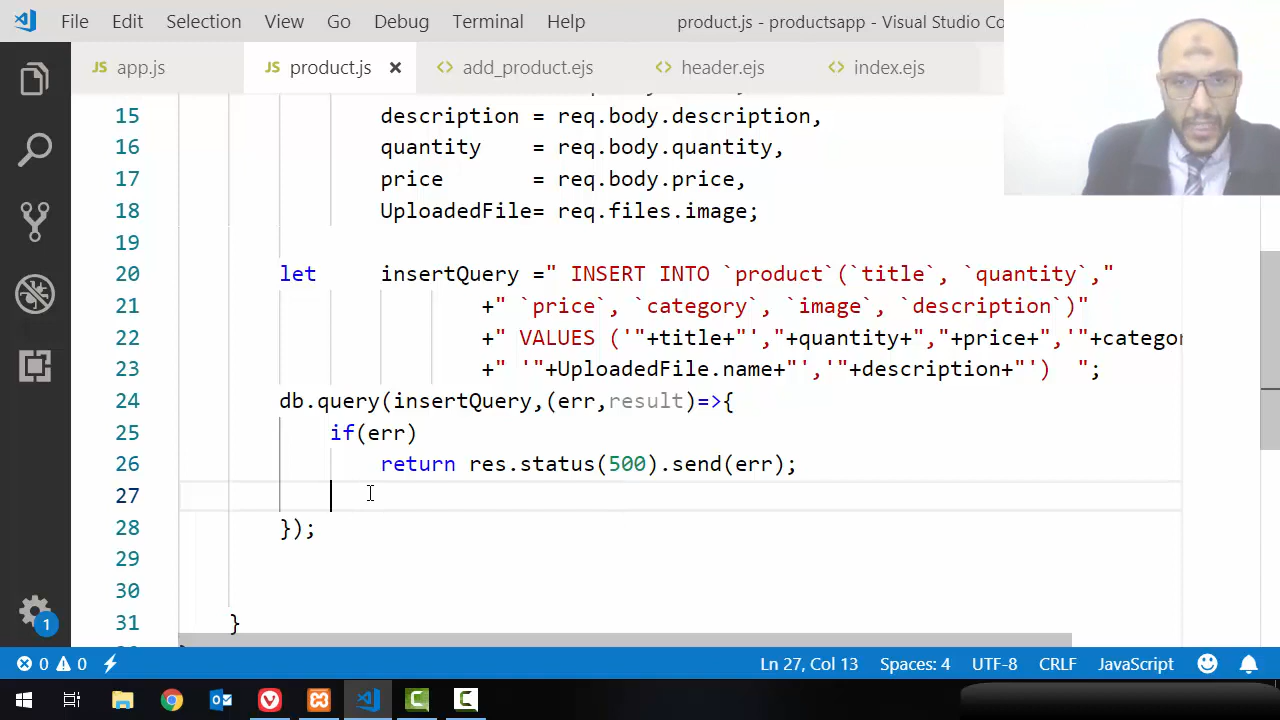 File Edit Selection View Go Debug Terminal Help product.js - productsapp - Visual Studio Co
JS app.js JS product.js × <> add_product.ejs <> header.ejs <> index.ejs
15 description = req.body.description,
16 quantity = req.body.quantity,
17 price = req.body.price,
18 UploadedFile= req.files.image;
19
20 let insertQuery =" INSERT INTO `product`(`title`, `quantity`,"
21 +" `price`, `category`, `image`, `description`)"
22 +" VALUES ('"+title+"',"+quantity+","+price+",'"+categor
23 +" '"+UploadedFile.name+"','"+description+"') ";
24 db.query(insertQuery,(err,result)=>{
25 if(err)
26 return res.status(500).send(err);
27
28 });
29
30
31 }
1
0 0 Ln 27, Col 13 Spaces: 4 UTF-8 CRLF JavaScript